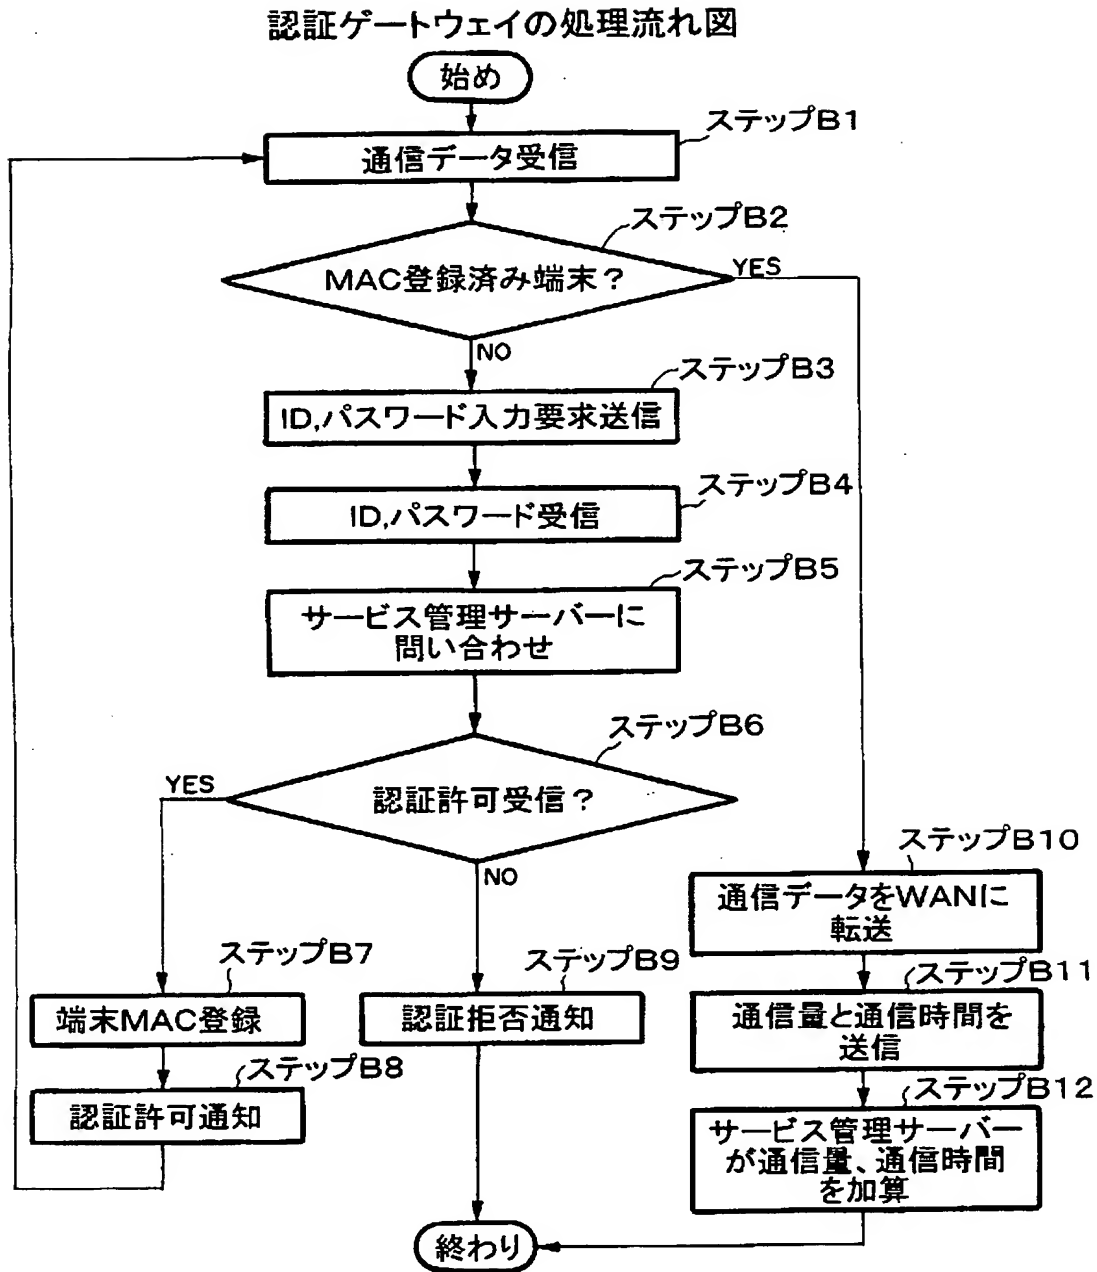 認証ゲートウェイの処理流れ図
始め
ステップB1
通信データ受信
ステップB2
MAC登録済み端末?
YES
NO
ステップB3
ID,パスワード入力要求送信
ステップB4
ID,パスワード受信
ステップB5
サービス管理サーバーに
問い合わせ
ステップB6
認証許可受信?
YES
NO
ステップB10
通信データをWANに
転送
ステップB7
端末MAC登録
ステップB9
認証拒否通知
ステップB11
通信量と通信時間を
送信
ステップB8
認証許可通知
ステップB12
サービス管理サーバー
が通信量、通信時間
を加算
終わり